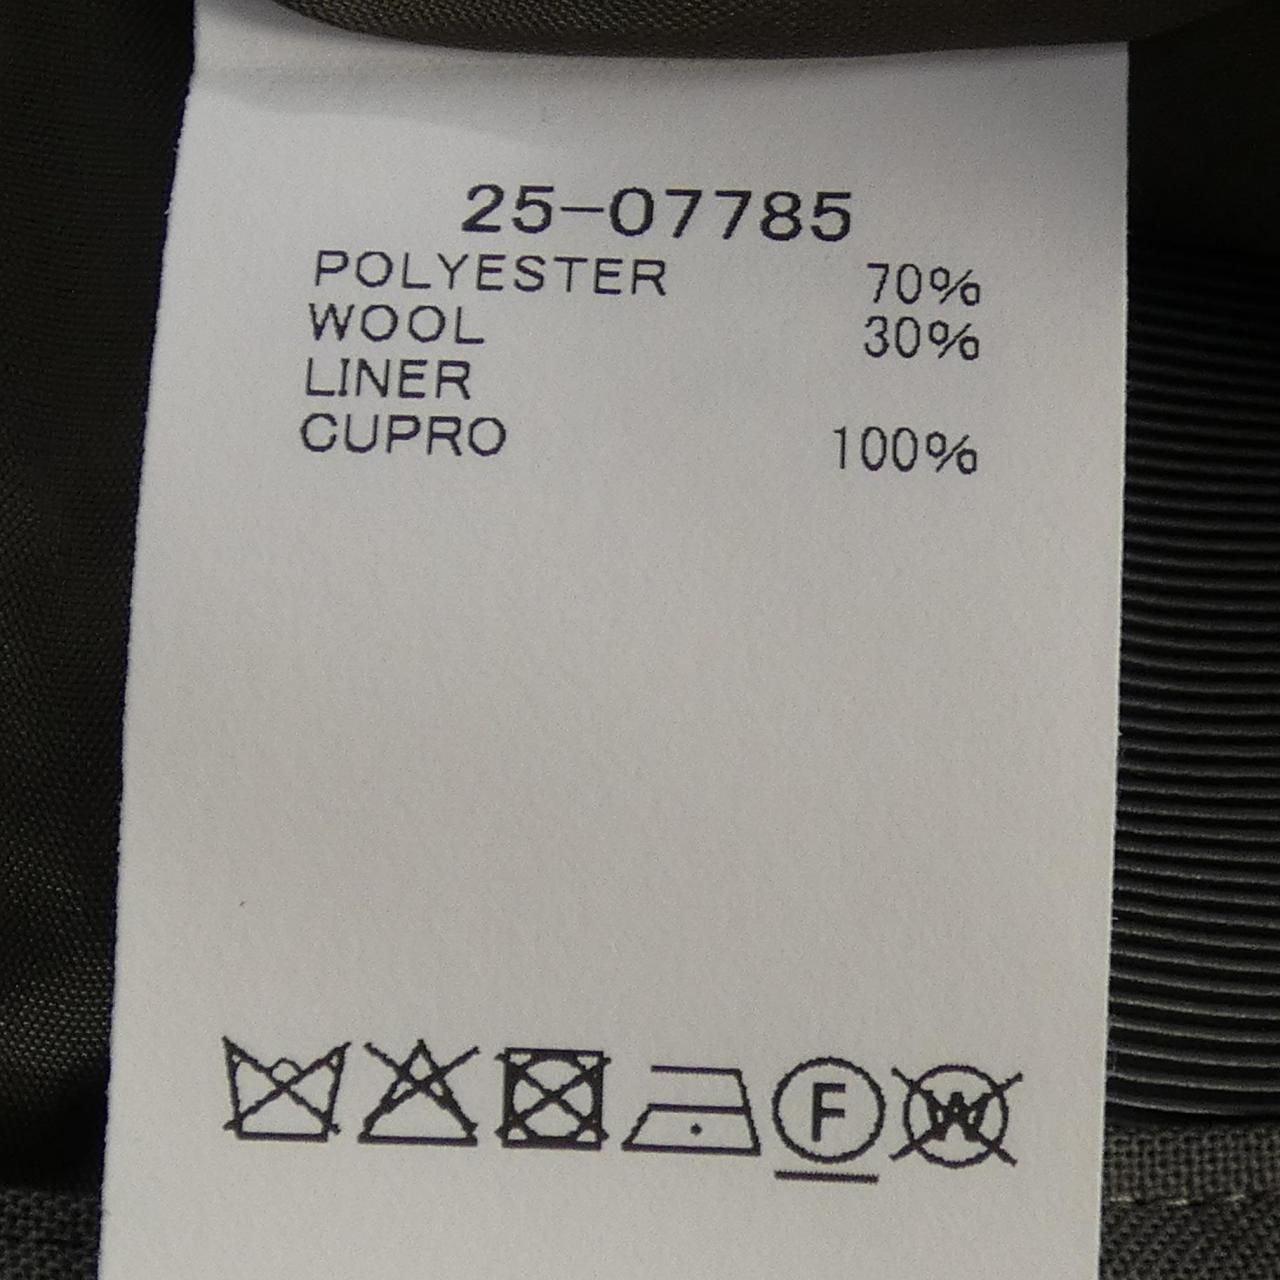 25-07785
POLYESTER 70%
WOOL 30%
LINER
CUPRO 100%
F W